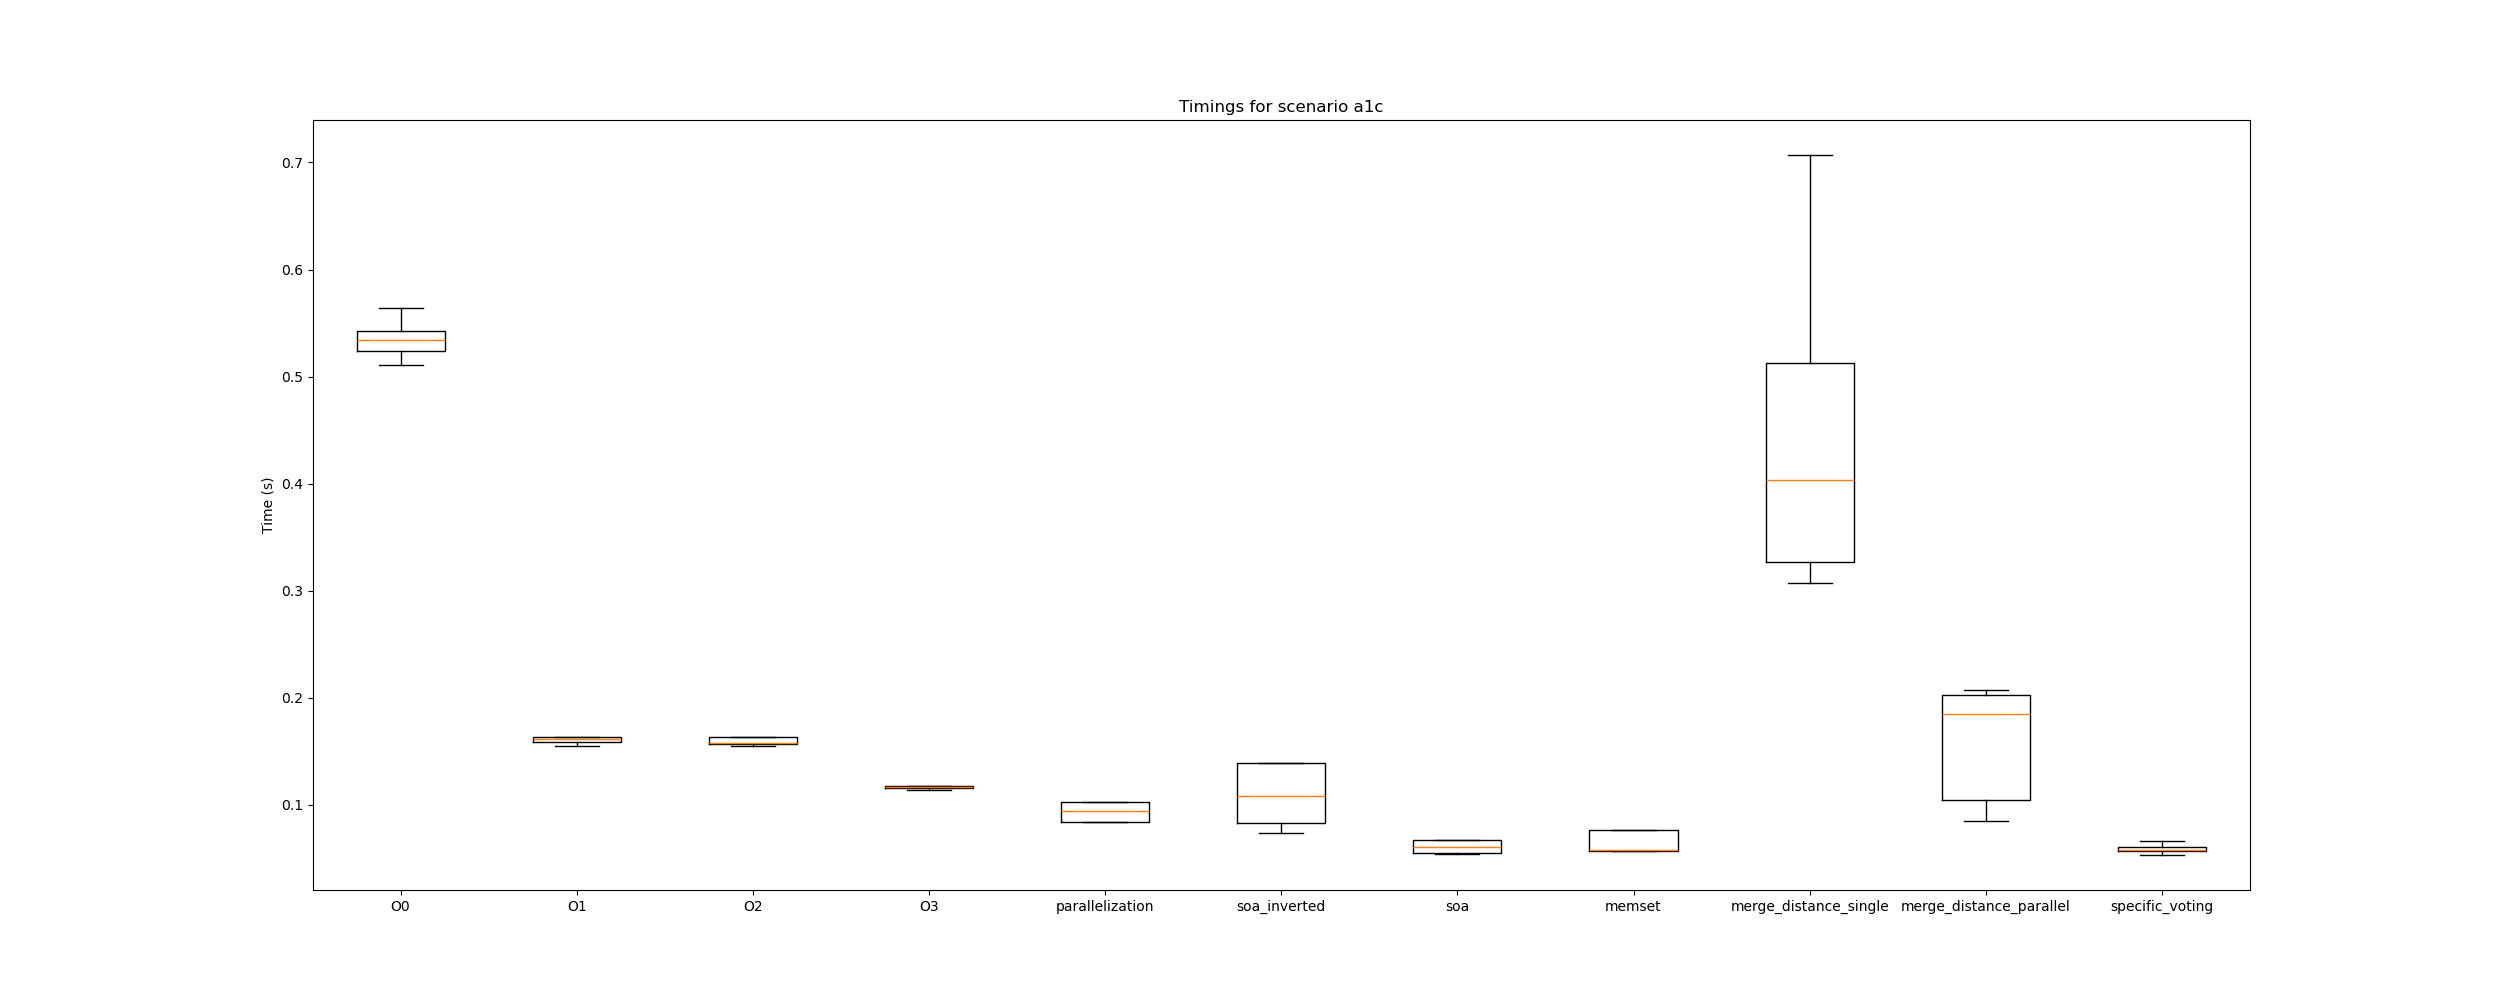 Timings for scenario a1c
0.7
0.6
0.5
0.4
0.3
0.2
0.1
Time (s)
O0 O1 O2 O3 parallelization soa_inverted soa memset merge_distance_single merge_distance_parallel specific_voting